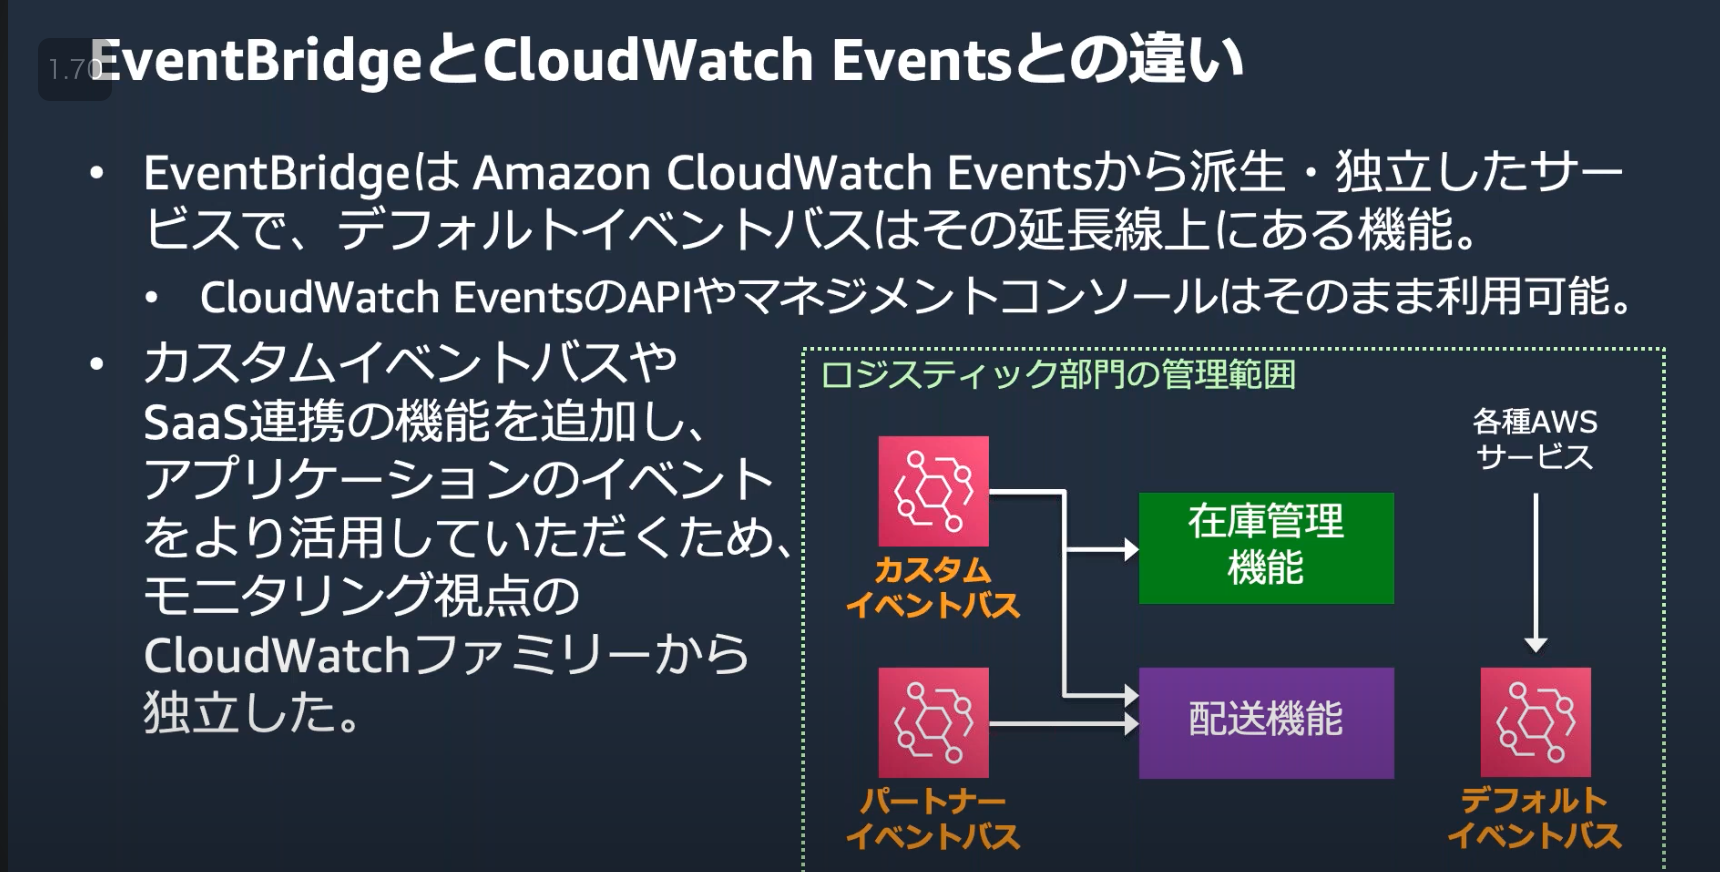 1.70
EventBridgeとCloudWatch Eventsとの違い
• EventBridgeは Amazon CloudWatch Eventsから派生・独立したサー
ビスで、デフォルトイベントバスはその延長線上にある機能。
• CloudWatch EventsのAPIやマネジメントコンソールはそのまま利用可能。
• カスタムイベントバスや
SaaS連携の機能を追加し、
アプリケーションのイベント
をより活用していただくため、
モニタリング視点の
CloudWatchファミリーから
独立した。
ロジスティック部門の管理範囲
各種AWS
サービス
カスタム
イベントバス
在庫管理
機能
配送機能
パートナー
イベントバス
デフォルト
イベントバス